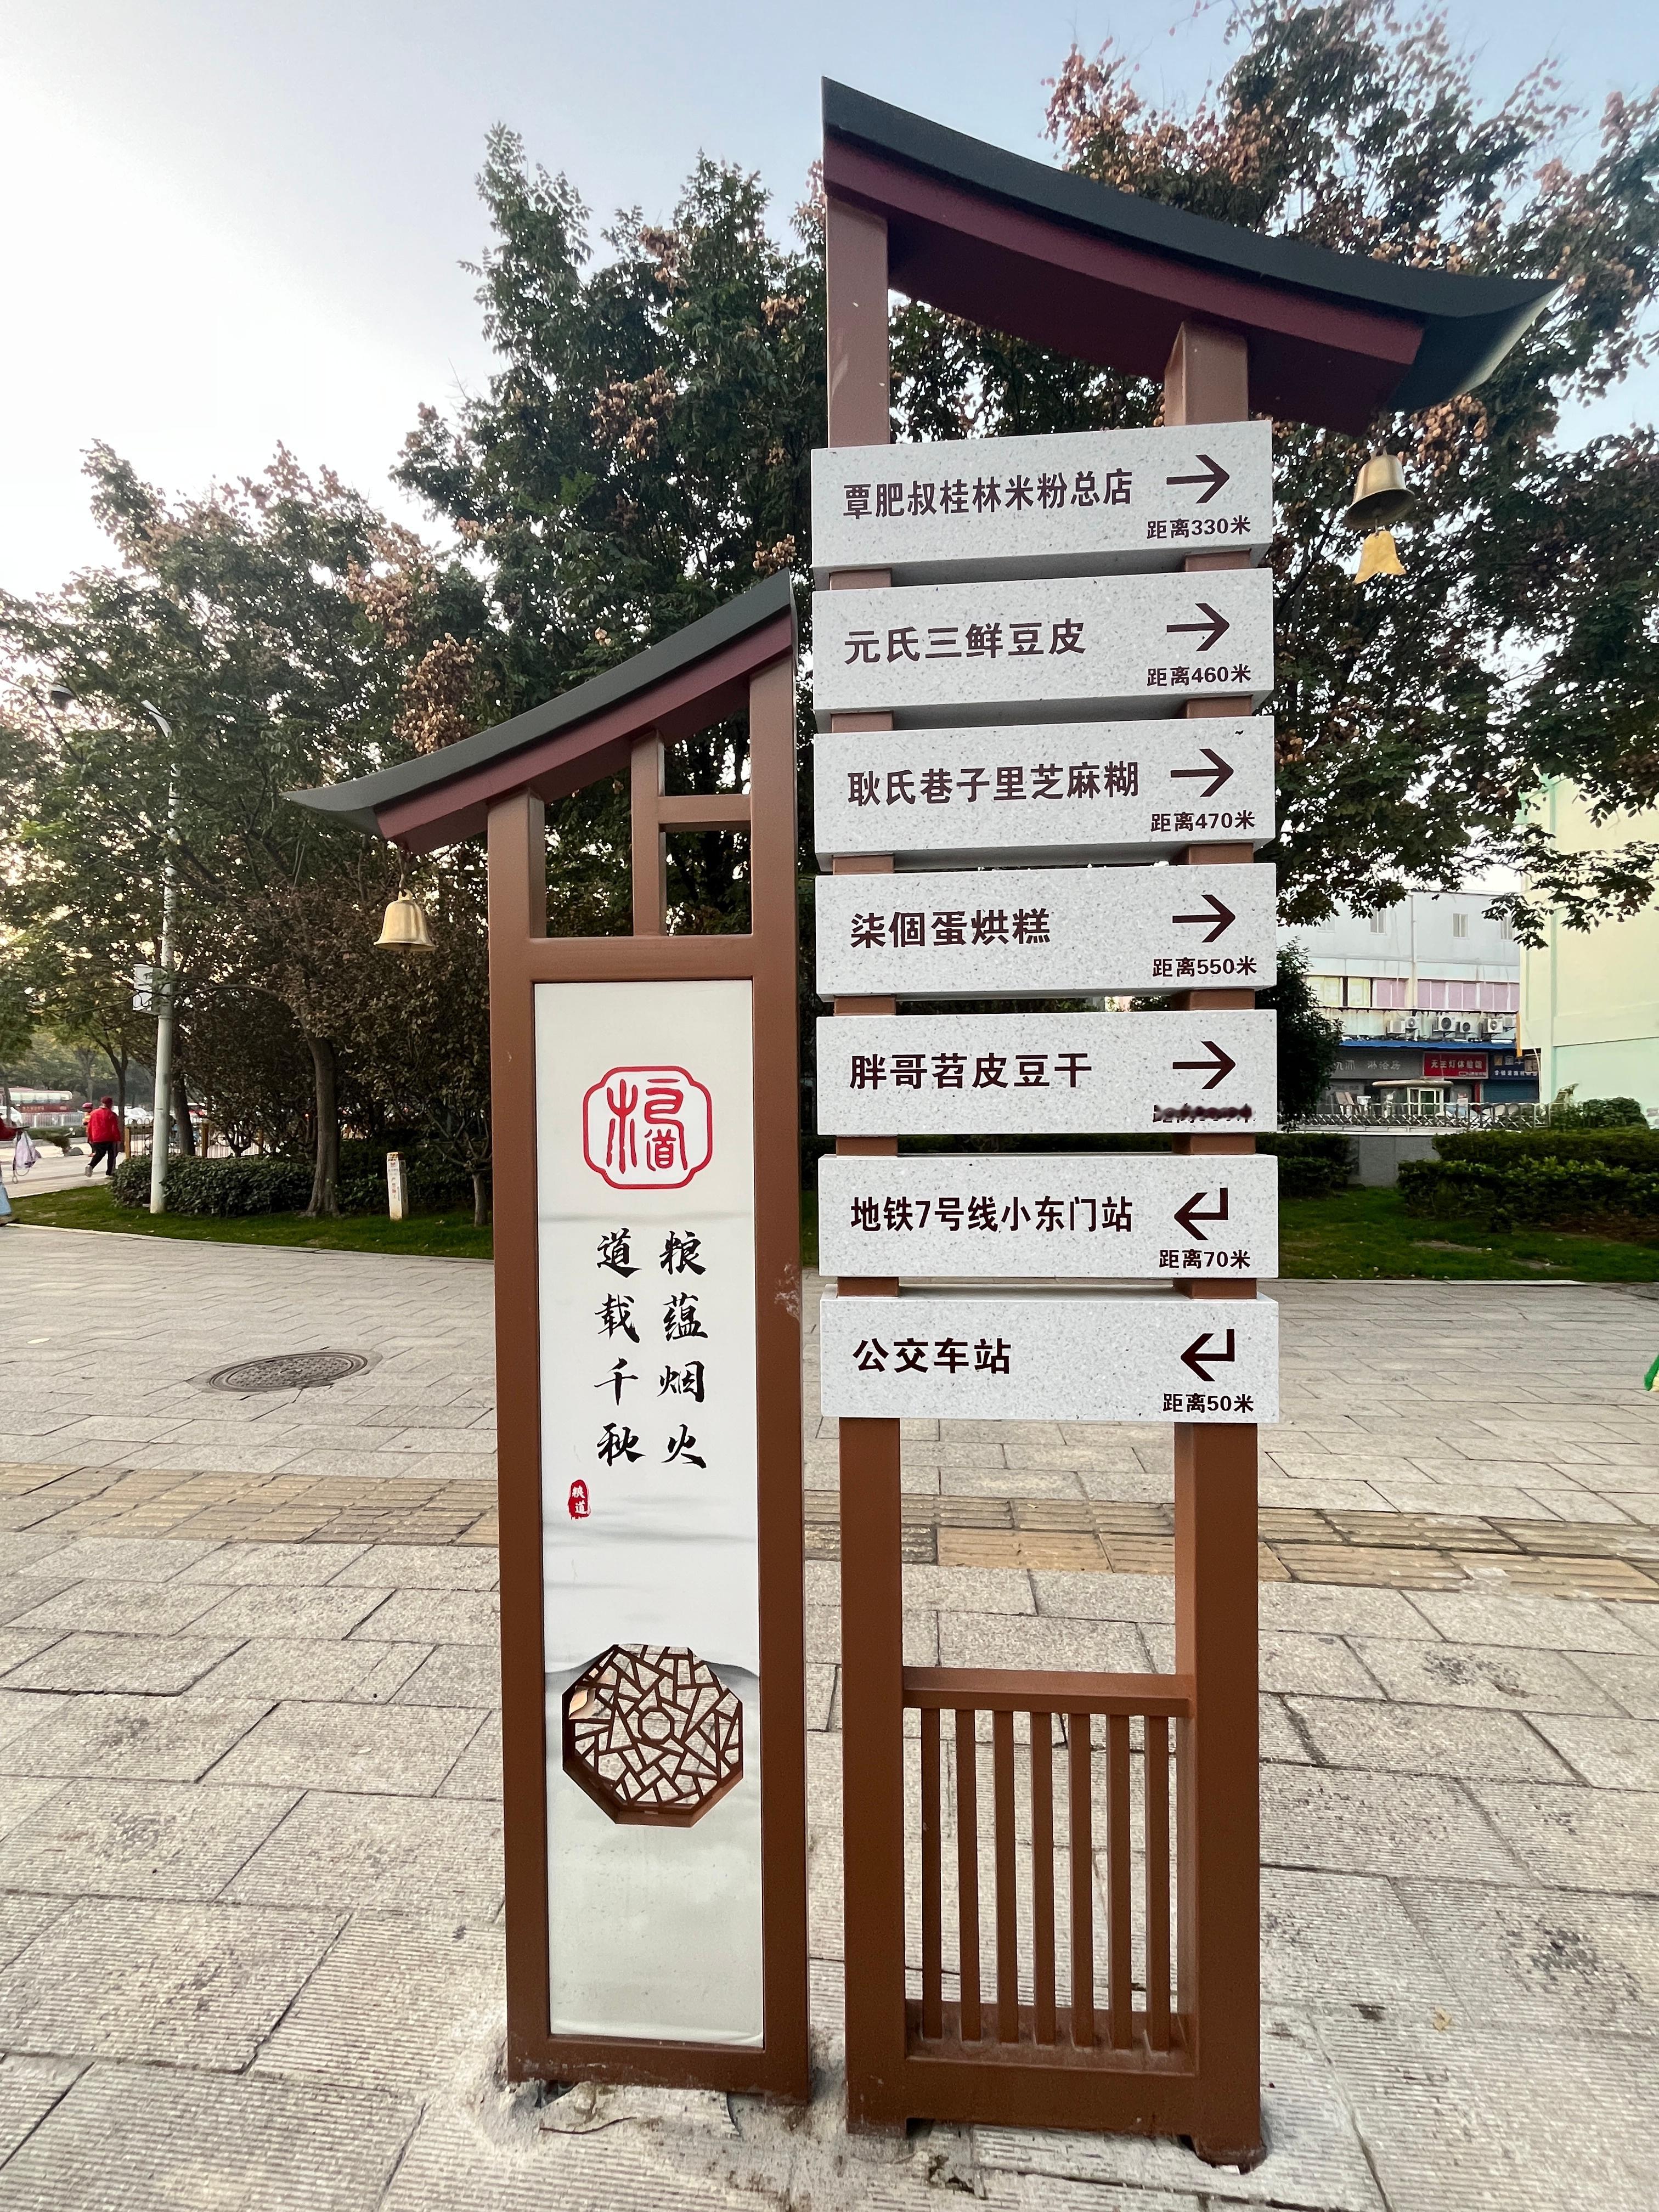 粮道
粮蕴烟火
道载千秋
粮道
覃肥叔桂林米粉总店
距离330米
元氏三鲜豆皮
距离460米
耿氏巷子里芝麻糊
距离470米
柒個蛋烘糕
距离550米
胖哥苕皮豆干
地铁7号线小东门站
距离70米
公交车站
距离50米